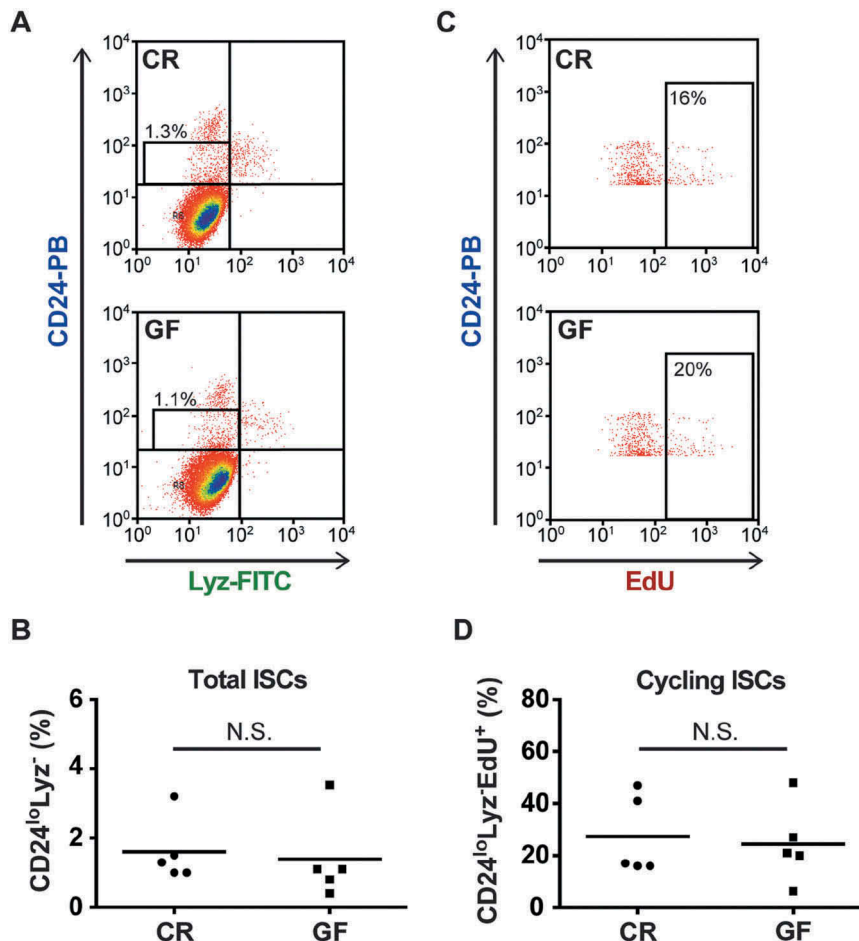 A
CD24-PB
10⁴
10³
10²
10¹
10⁰
CR
1.3%
R6
10⁰ 10¹ 10² 10³ 10⁴
10⁴
10³
10²
10¹
10⁰
GF
1.1%
10⁰ 10¹ 10² 10³ 10⁴
Lyz-FITC
C
CD24-PB
10⁴
10³
10²
10¹
10⁰
CR
16%
10⁰ 10¹ 10² 10³ 10⁴
10⁴
10³
10²
10¹
10⁰
GF
20%
10⁰ 10¹ 10² 10³ 10⁴
EdU
B
Total ISCs
CD24ˡᵒLyz⁻ (%)
6
4
2
0
N.S.
CR GF
D
Cycling ISCs
CD24ˡᵒLyz⁻EdU⁺ (%)
80
60
40
20
0
N.S.
CR GF